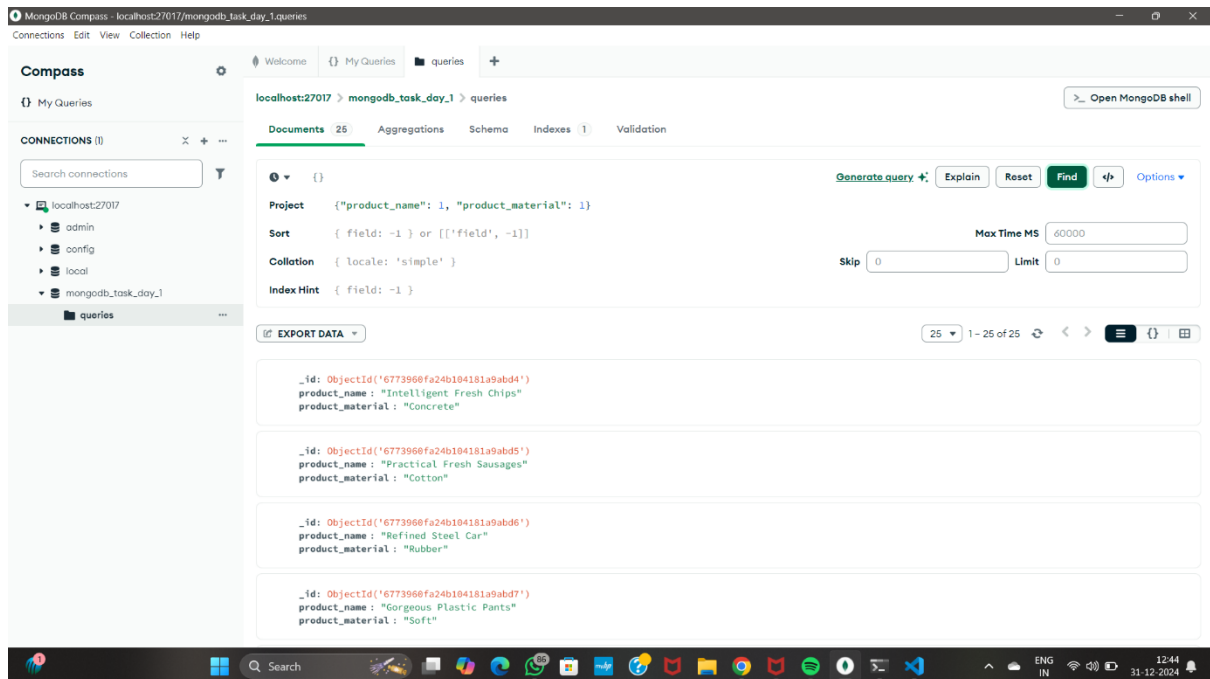 MongoDB Compass - localhost:27017/mongodb_task_day_1.queries
Connections Edit View Collection Help
Compass
{} My Queries
CONNECTIONS (1)
Search connections
localhost:27017
admin
config
local
mongodb_task_day_1
queries
Welcome {} My Queries queries
localhost:27017 > mongodb_task_day_1 > queries
>_ Open MongoDB shell
Documents 25 Aggregations Schema Indexes 1 Validation
{} Generate query Explain Reset Find </> Options
Project {"product_name": 1, "product_material": 1}
Sort { field: -1 } or [['field', -1]] Max Time MS 60000
Collation { locale: 'simple' } Skip 0 Limit 0
Index Hint { field: -1 }
EXPORT DATA 25 1 – 25 of 25 {}
_id: ObjectId('6773960fa24b104181a9abd4')
product_name : "Intelligent Fresh Chips"
product_material : "Concrete"
_id: ObjectId('6773960fa24b104181a9abd5')
product_name : "Practical Fresh Sausages"
product_material : "Cotton"
_id: ObjectId('6773960fa24b104181a9abd6')
product_name : "Refined Steel Car"
product_material : "Rubber"
_id: ObjectId('6773960fa24b104181a9abd7')
product_name : "Gorgeous Plastic Pants"
product_material : "Soft"
1 Search 86 ENG 12:44
IN 31-12-2024